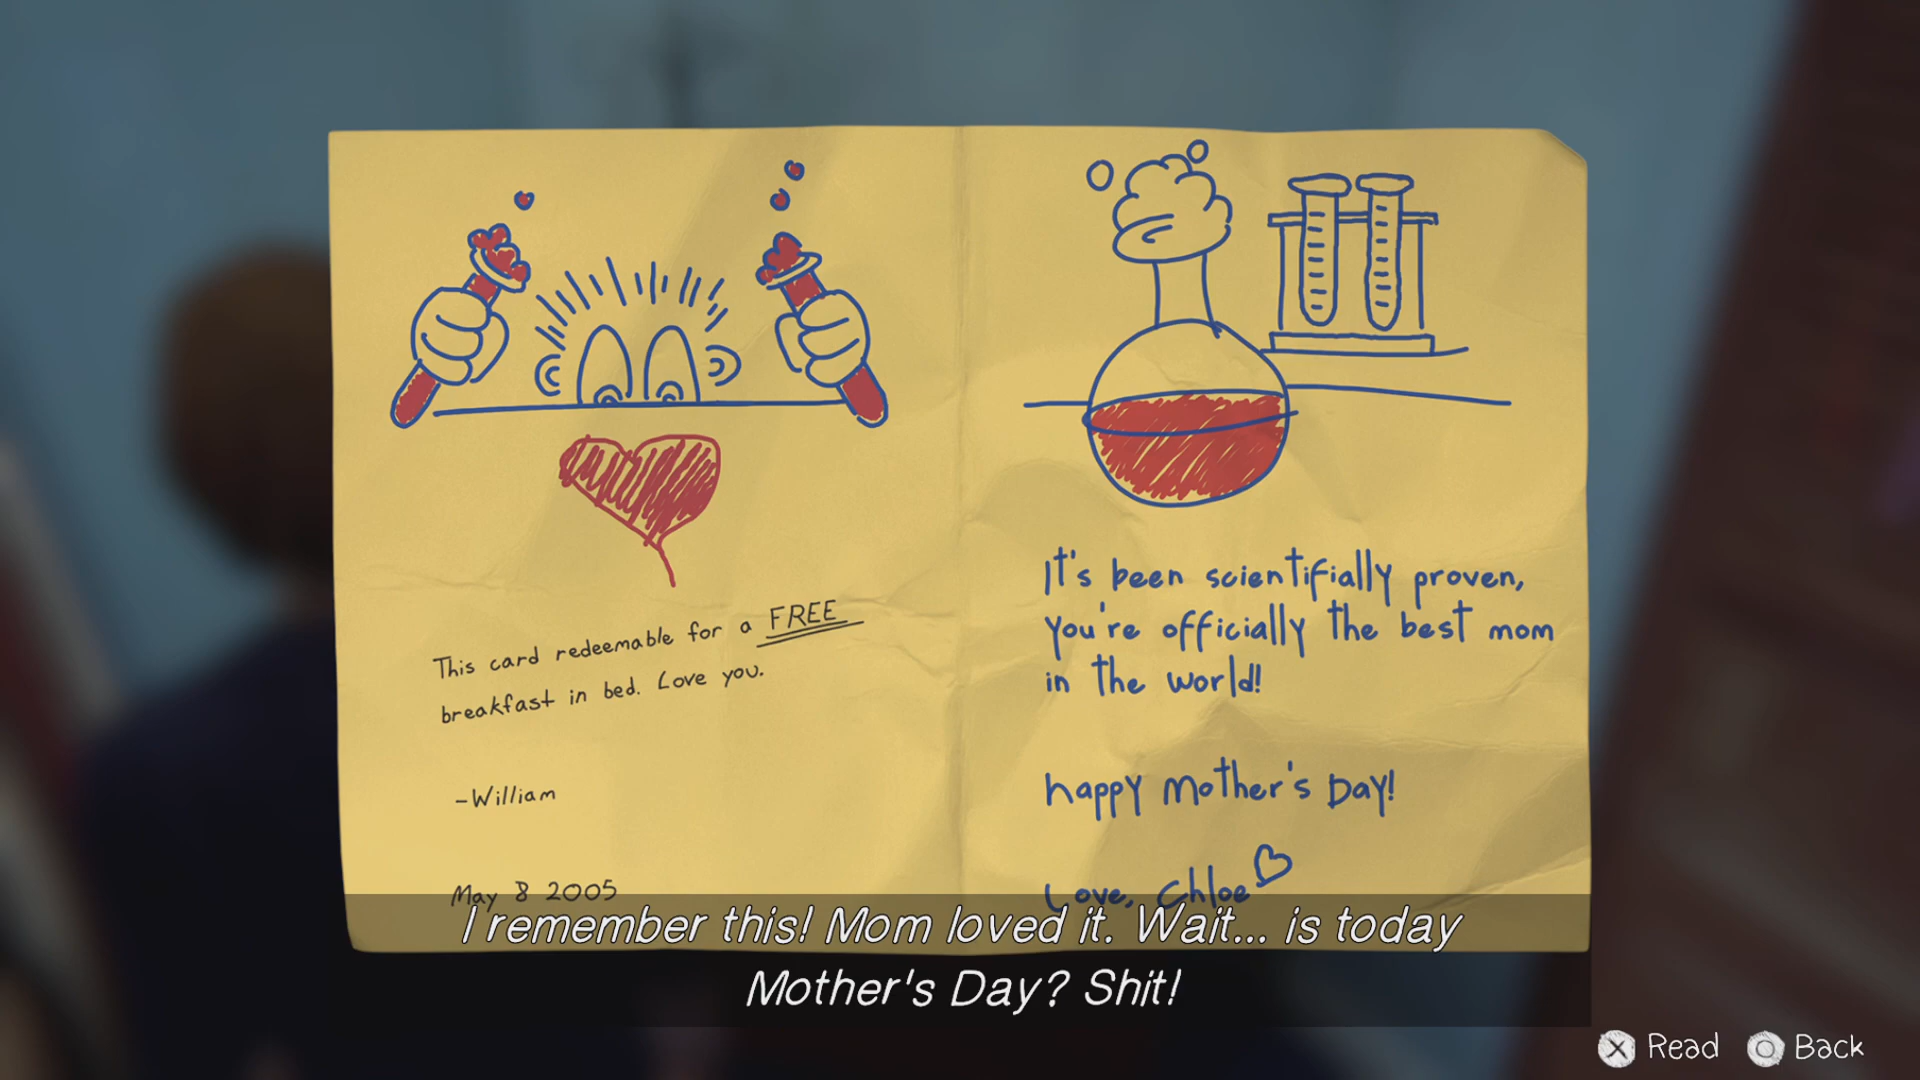 This card redeemable for a FREE
breakfast in bed. Love you.
-William
May 8 2005
It's been scientifially proven,
you're officially the best mom
in the world!
happy Mother's Day!
Love, Chloe
I remember this! Mom loved it. Wait... is today
Mother's Day? Shit!
Read
Back